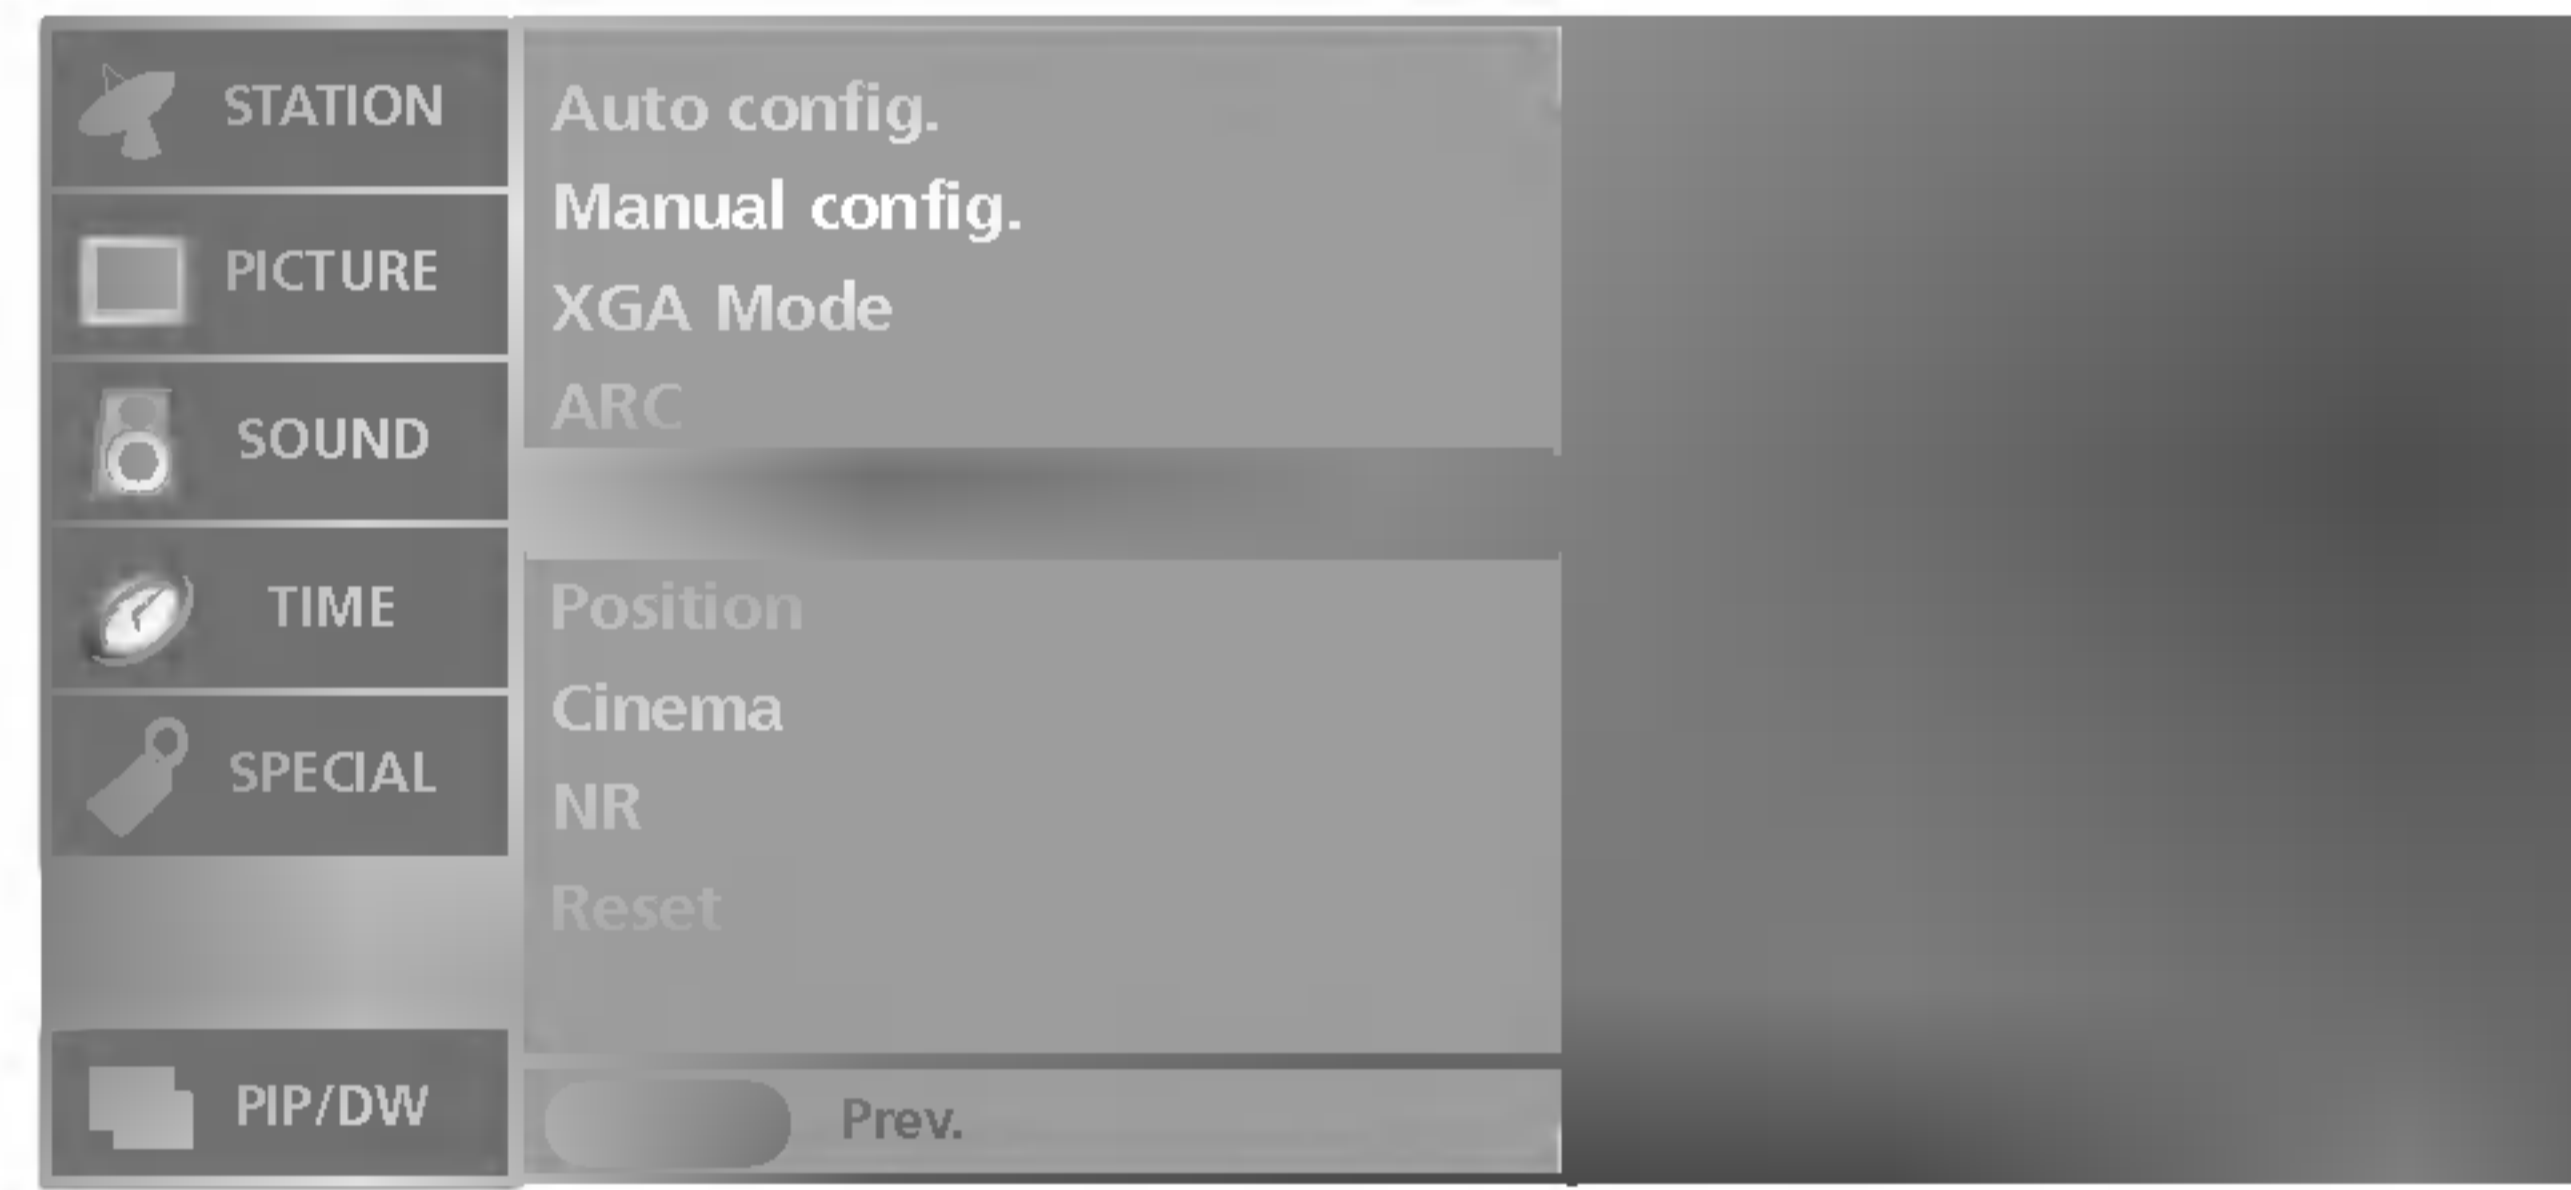 STATION
PICTURE
SOUND
TIME
SPECIAL
PIP/DW
Auto config.
Manual config.
XGA Mode
ARC
Position
Cinema
NR
Reset
Prev.